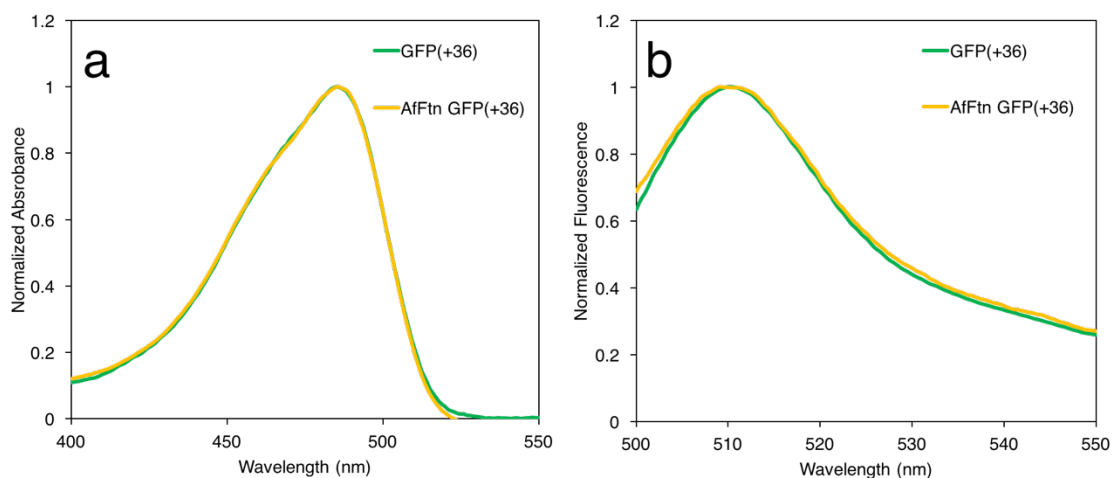 a
GFP(+36)
AfFtn GFP(+36)
Normalized Absrobance
1.2
1
0.8
0.6
0.4
0.2
0
400
450
500
550
Wavelength (nm)
b
GFP(+36)
AfFtn GFP(+36)
Normalized Fluorescence
1.2
1
0.8
0.6
0.4
0.2
0
500
510
520
530
540
550
Wavelength (nm)